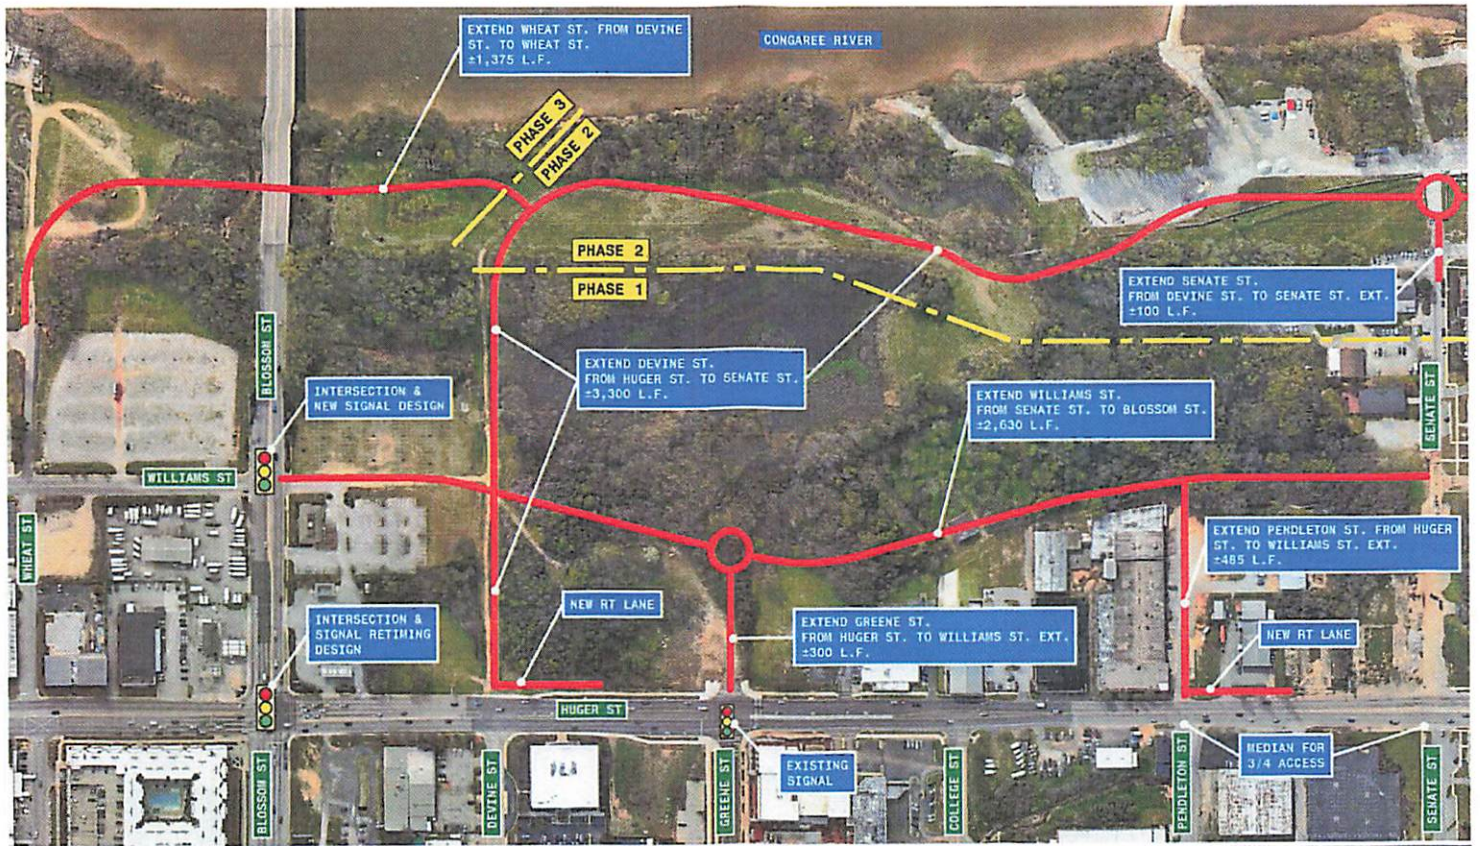 EXTEND WHEAT ST. FROM DEVINE
ST. TO WHEAT ST.
±1,375 L.F.
CONGAREE RIVER
PHASE 3
PHASE 2
PHASE 2
PHASE 1
EXTEND SENATE ST.
FROM DEVINE ST. TO SENATE ST. EXT.
±100 L.F.
BLOSSOM ST
INTERSECTION &
NEW SIGNAL DESIGN
EXTEND DEVINE ST.
FROM HUGER ST. TO SENATE ST.
±3,300 L.F.
EXTEND WILLIAMS ST.
FROM SENATE ST. TO BLOSSOM ST.
±2,630 L.F.
SENATE ST
WILLIAMS ST
WHEAT ST
EXTEND PENDLETON ST. FROM HUGER
ST. TO WILLIAMS ST. EXT.
±485 L.F.
INTERSECTION &
SIGNAL RETIMING
DESIGN
NEW RT LANE
EXTEND GREENE ST.
FROM HUGER ST. TO WILLIAMS ST. EXT.
±300 L.F.
NEW RT LANE
HUGER ST
BLOSSOM ST
DEVINE ST
GREENE ST
EXISTING
SIGNAL
COLLEGE ST
PENDLETON ST
MEDIAN FOR
3/4 ACCESS
SENATE ST